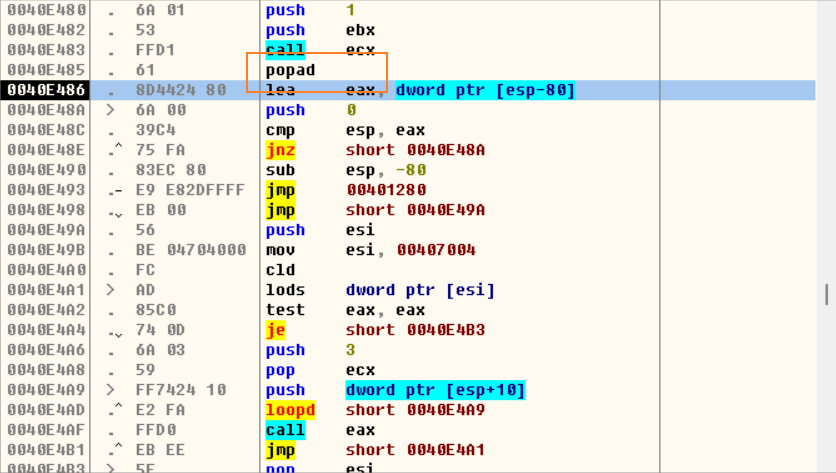 0040E480 . 6A 01 push 1
0040E482 . 53 push ebx
0040E483 . FFD1 call ecx
0040E485 . 61 popad
0040E486 . 8D4424 80 lea eax, dword ptr [esp-80]
0040E48A > 6A 00 push 0
0040E48C . 39C4 cmp esp, eax
0040E48E .^ 75 FA jnz short 0040E48A
0040E490 . 83EC 80 sub esp, -80
0040E493 .- E9 E82DFFFF jmp 00401280
0040E498 .v EB 00 jmp short 0040E49A
0040E49A . 56 push esi
0040E49B . BE 04704000 mov esi, 00407004
0040E4A0 . FC cld
0040E4A1 > AD lods dword ptr [esi]
0040E4A2 . 85C0 test eax, eax
0040E4A4 .v 74 0D je short 0040E4B3
0040E4A6 . 6A 03 push 3
0040E4A8 . 59 pop ecx
0040E4A9 > FF7424 10 push dword ptr [esp+10]
0040E4AD .^ E2 FA loopd short 0040E4A9
0040E4AF . FFD0 call eax
0040E4B1 .^ EB EE jmp short 0040E4A1
0040E4B3 > 5E pop esi